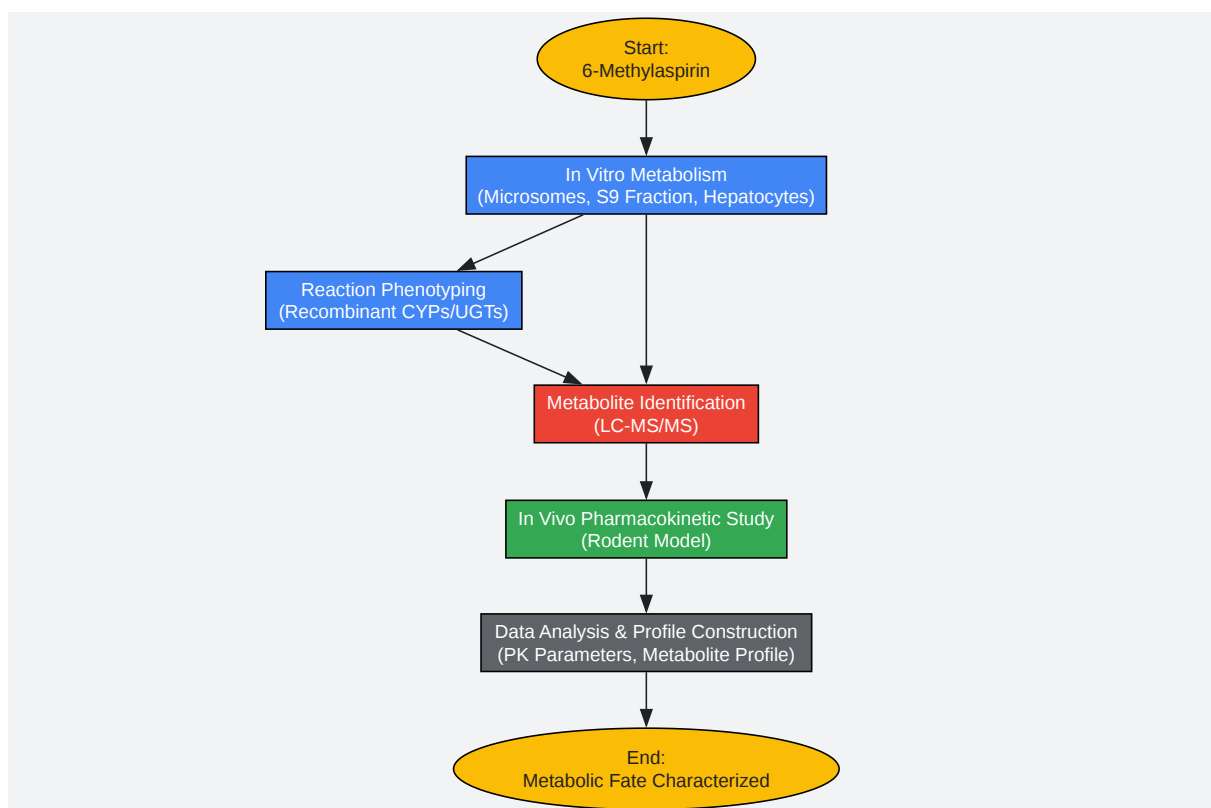 Start:
6-Methylaspirin
In Vitro Metabolism
(Microsomes, S9 Fraction, Hepatocytes)
Reaction Phenotyping
(Recombinant CYPs/UGTs)
Metabolite Identification
(LC-MS/MS)
In Vivo Pharmacokinetic Study
(Rodent Model)
Data Analysis & Profile Construction
(PK Parameters, Metabolite Profile)
End:
Metabolic Fate Characterized